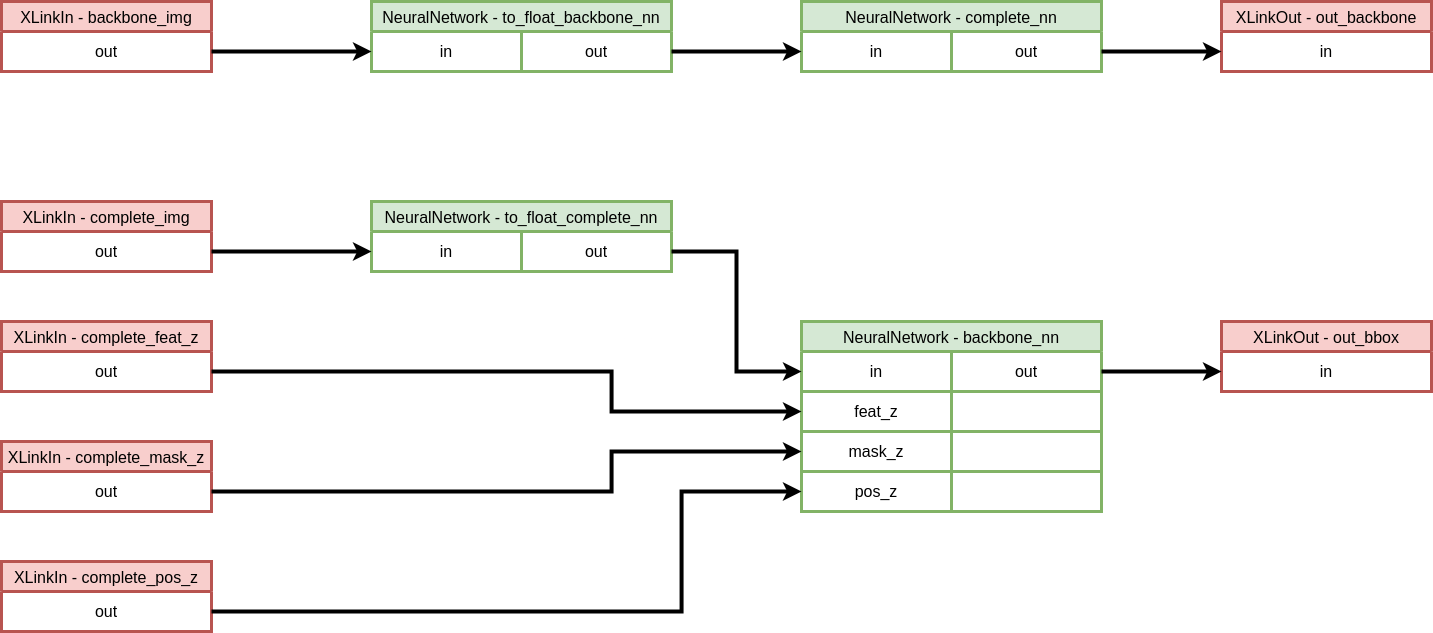 XLinkIn - backbone_img
out
NeuralNetwork - to_float_backbone_nn
in
out
NeuralNetwork - complete_nn
in
out
XLinkOut - out_backbone
in
XLinkIn - complete_img
out
NeuralNetwork - to_float_complete_nn
in
out
XLinkIn - complete_feat_z
out
NeuralNetwork - backbone_nn
in
out
feat_z
mask_z
pos_z
XLinkOut - out_bbox
in
XLinkIn - complete_mask_z
out
XLinkIn - complete_pos_z
out